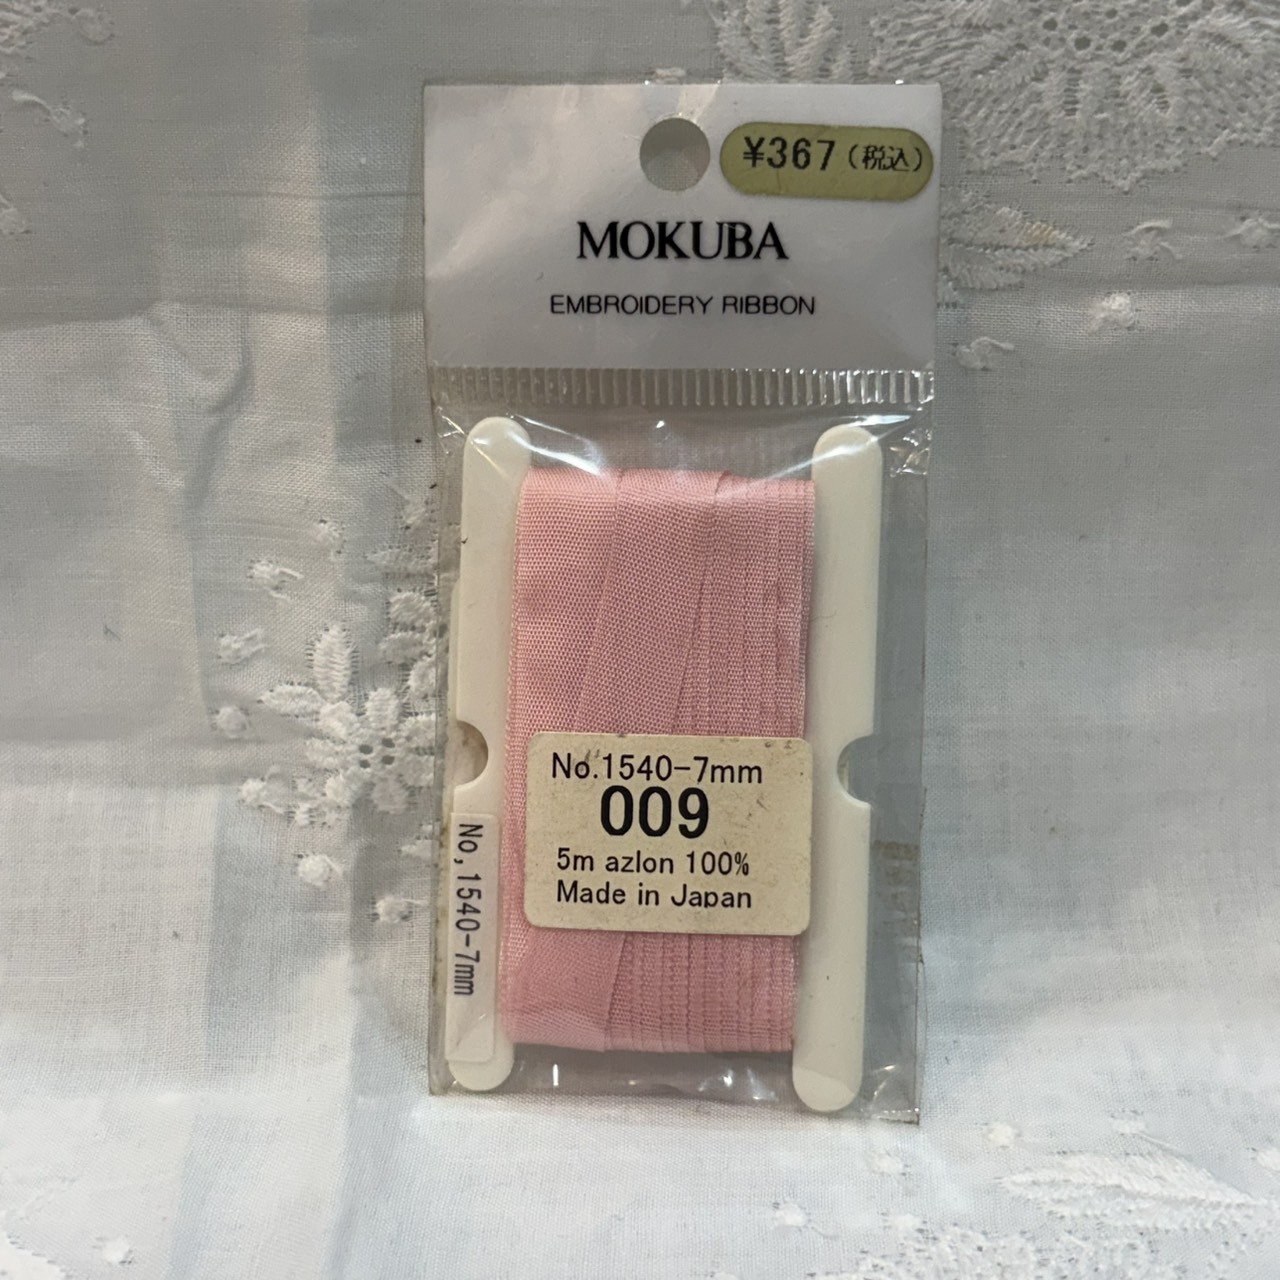 ¥367(税込)
MOKUBA
EMBROIDERY RIBBON
No.1540-7mm
009
5m azlon 100%
Made in Japan
No,1540-7mm